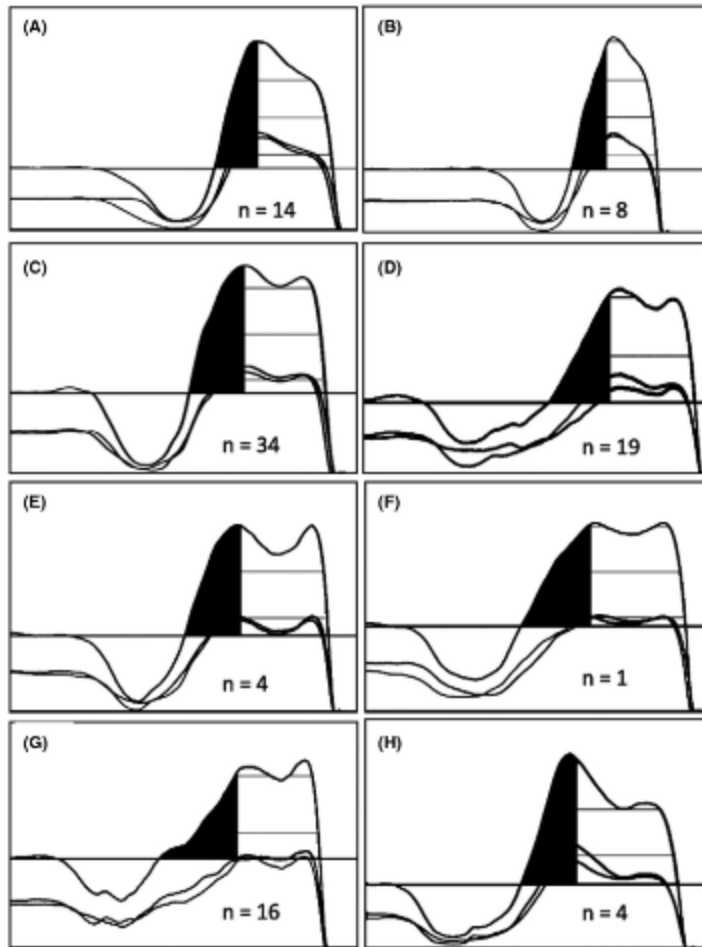 (A)
n = 14
(B)
n = 8
(C)
n = 34
(D)
n = 19
(E)
n = 4
(F)
n = 1
(G)
n = 16
(H)
n = 4